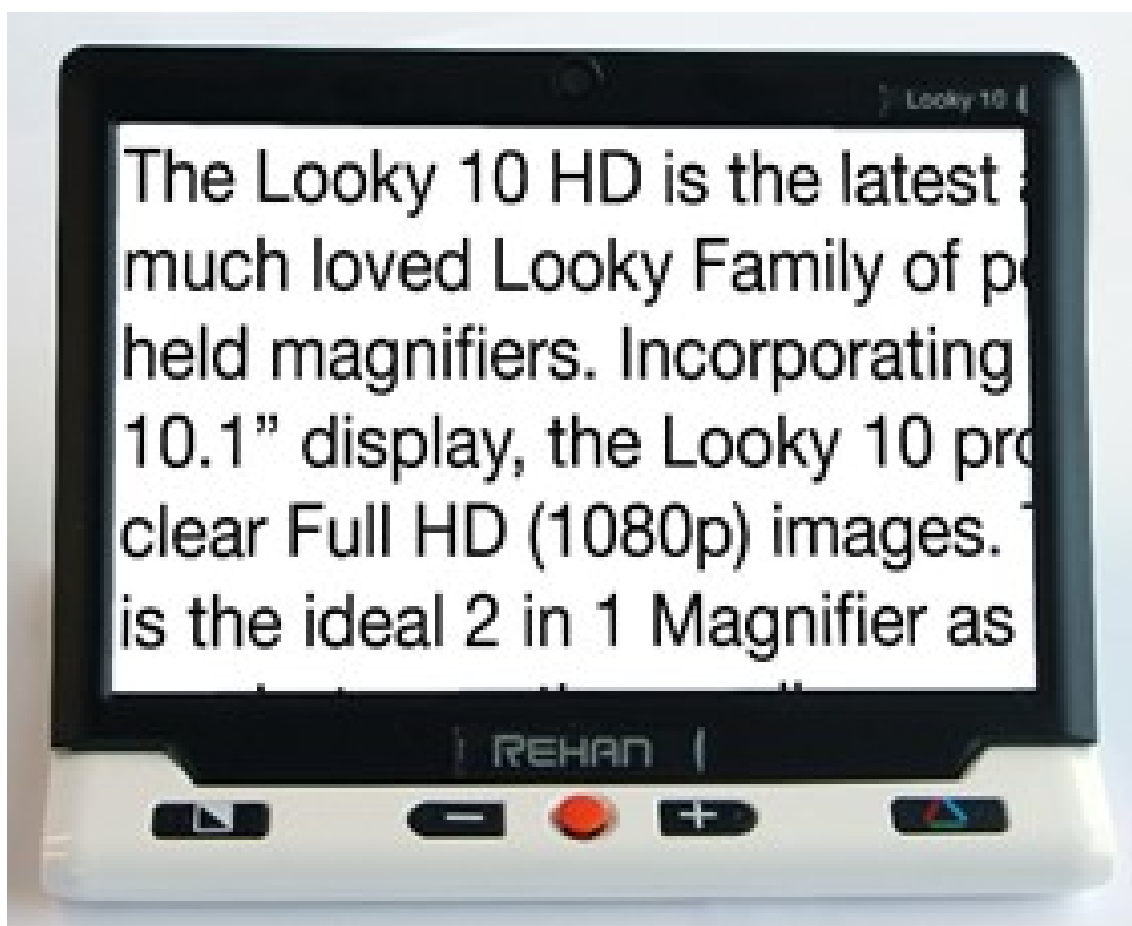 Looky 10
The Looky 10 HD is the latest
much loved Looky Family of
held magnifiers. Incorporating
10.1” display, the Looky 10
clear Full HD (1080p) images.
is the ideal 2 in 1 Magnifier as
REHAN